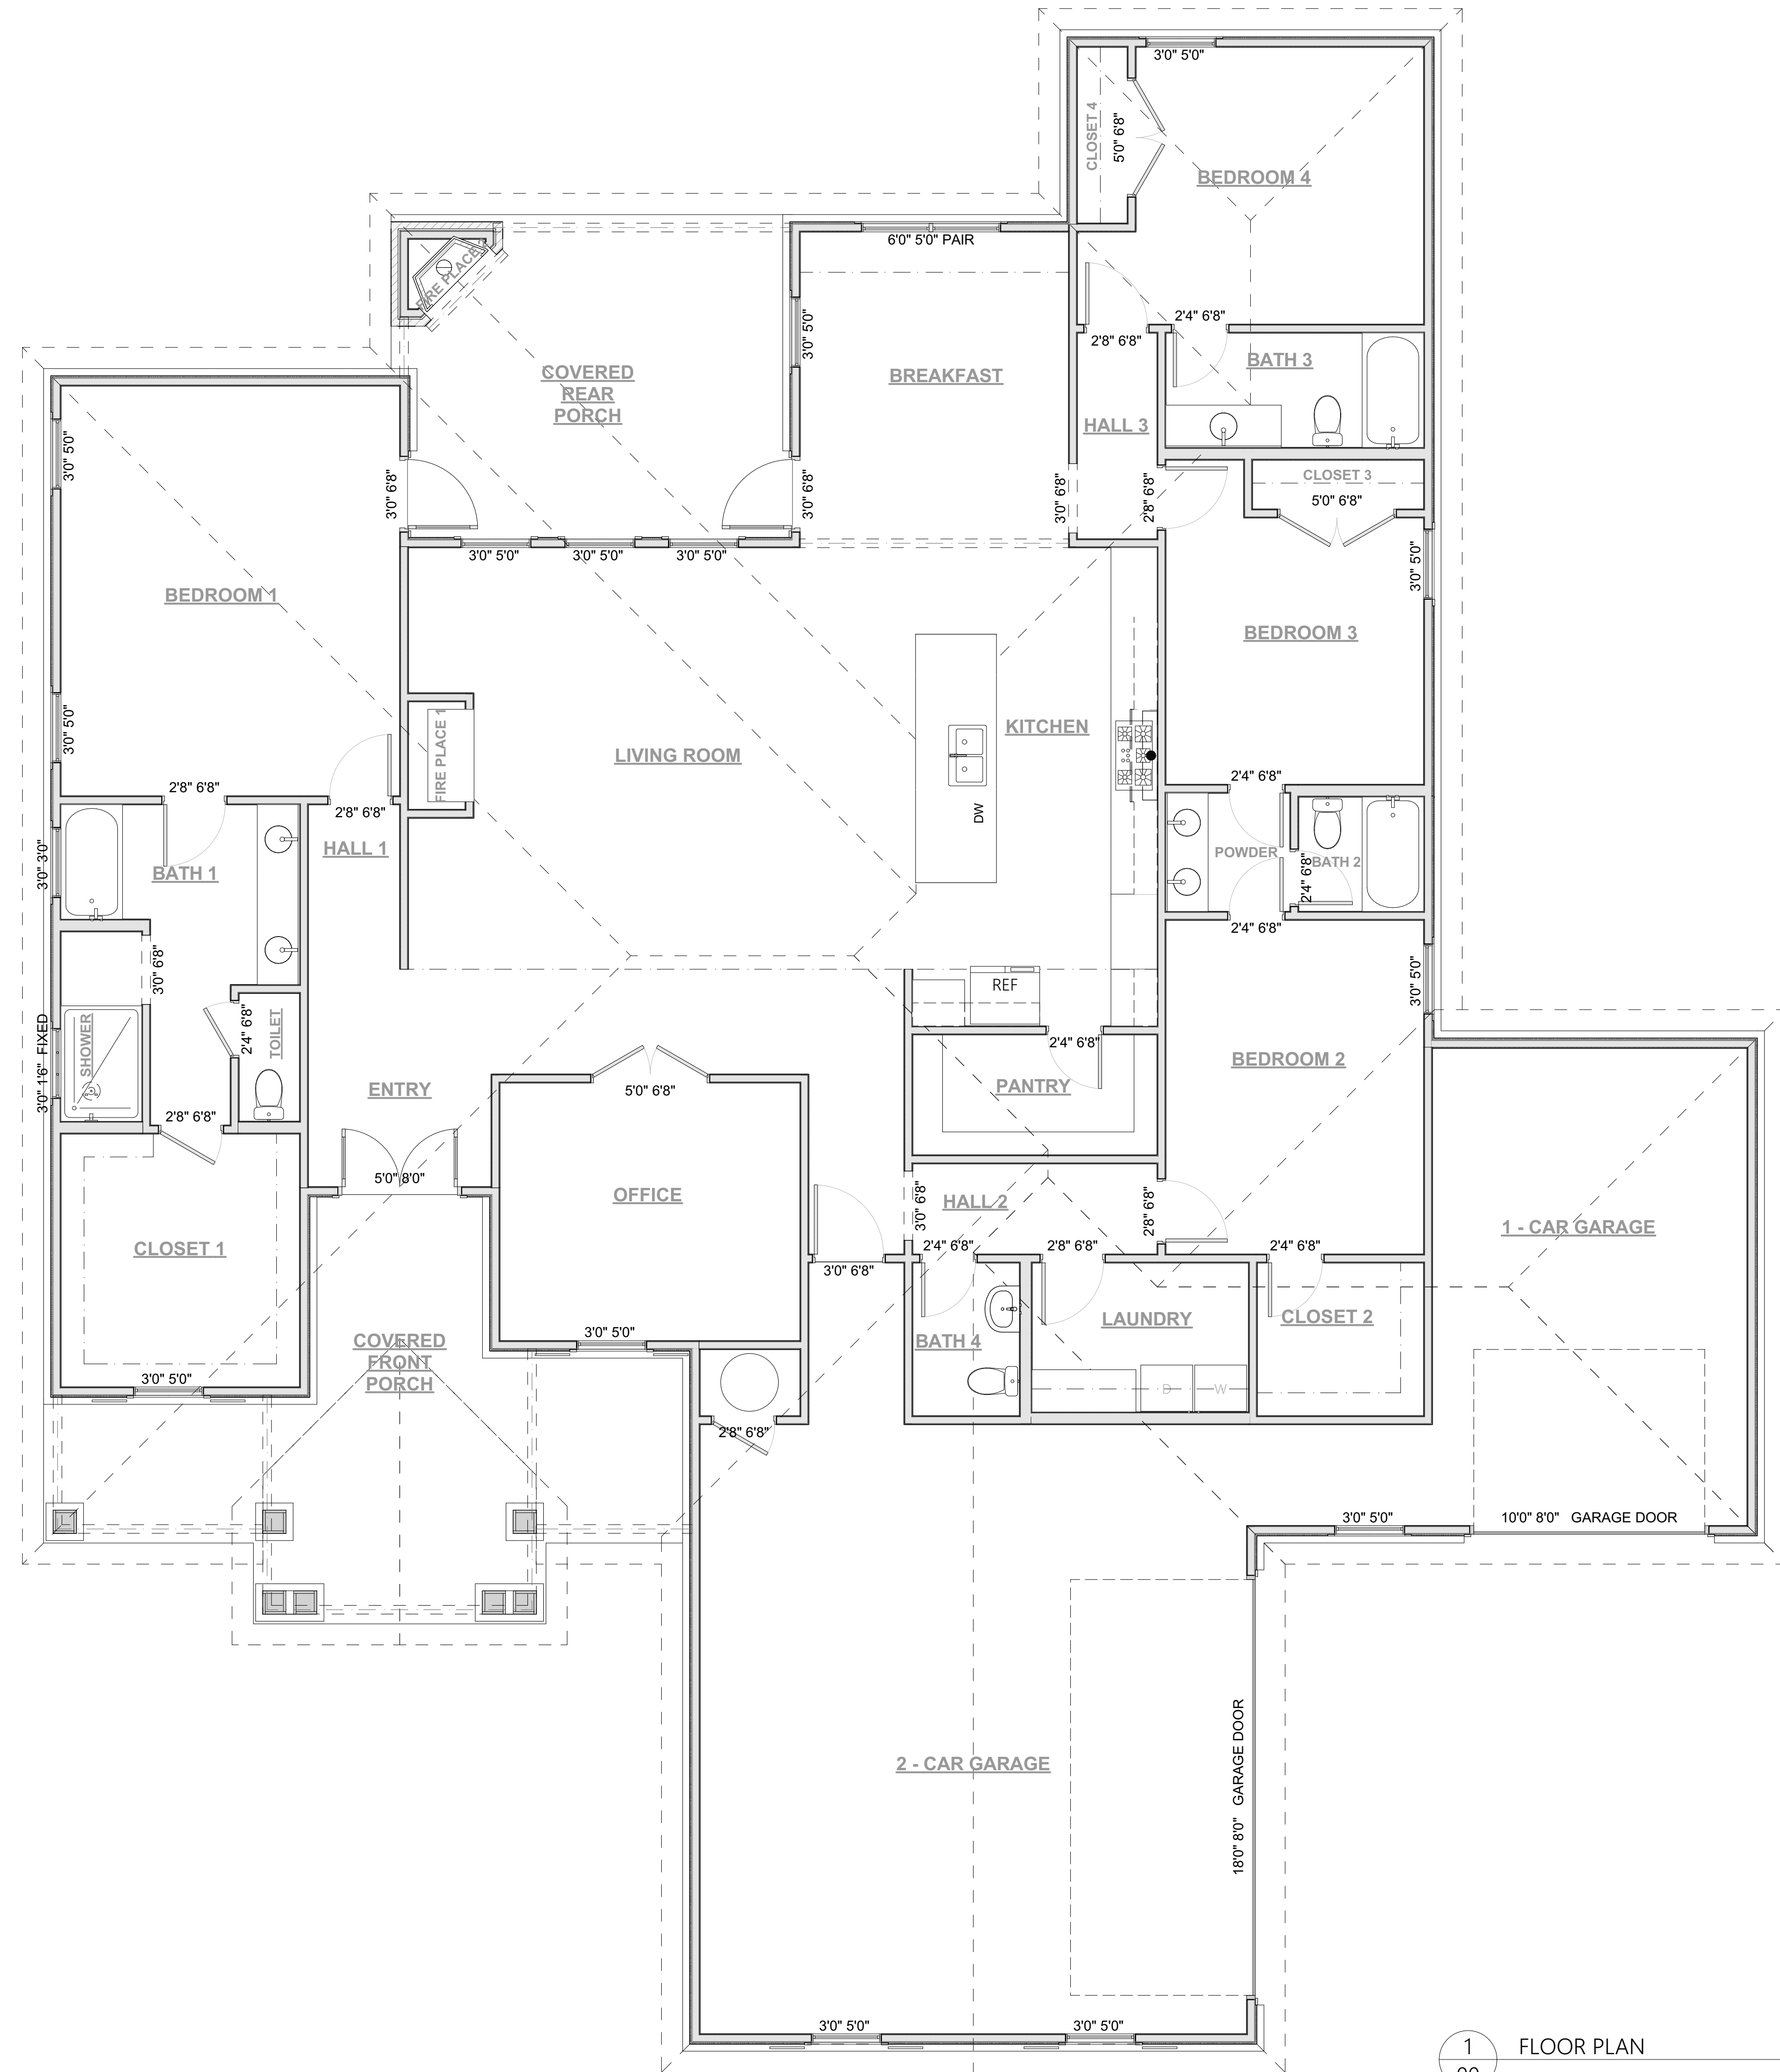 3'0" 5'0"
CLOSET 4
5'0" 6'8"
BEDROOM 4
6'0" 5'0" PAIR
FIRE PLACE
3'0" 5'0"
2'8" 6'8"
2'4" 6'8"
BATH 3
COVERED
REAR
PORCH
BREAKFAST
HALL 3
3'0" 5'0"
3'0" 6'8"
3'0" 6'8"
3'0" 6'8"
2'8" 6'8"
CLOSET 3
5'0" 6'8"
3'0" 5'0"
3'0" 5'0"
3'0" 5'0"
3'0" 5'0"
BEDROOM 1
BEDROOM 3
3'0" 5'0"
FIRE PLACE 1
LIVING ROOM
KITCHEN
DW
2'8" 6'8"
2'8" 6'8"
2'4" 6'8"
HALL 1
BATH 1
3'0" 3'0"
POWDER
2'4" 6'8"
BATH 2
2'4" 6'8"
3'0" 6'8"
3'0" 5'0"
REF
3'0" 1'6" FIXED
SHOWER
2'4" 6'8"
TOILET
2'4" 6'8"
BEDROOM 2
ENTRY
5'0" 6'8"
PANTRY
2'8" 6'8"
5'0" 8'0"
OFFICE
3'0" 6'8"
HALL 2
2'8" 6'8"
1 - CAR GARAGE
CLOSET 1
2'4" 6'8"
2'8" 6'8"
2'4" 6'8"
3'0" 6'8"
COVERED
FRONT
PORCH
3'0" 5'0"
BATH 4
LAUNDRY
CLOSET 2
3'0" 5'0"
D
W
2'8" 6'8"
3'0" 5'0"
10'0" 8'0" GARAGE DOOR
2 - CAR GARAGE
18'0" 8'0" GARAGE DOOR
3'0" 5'0"
3'0" 5'0"
1
FLOOR PLAN